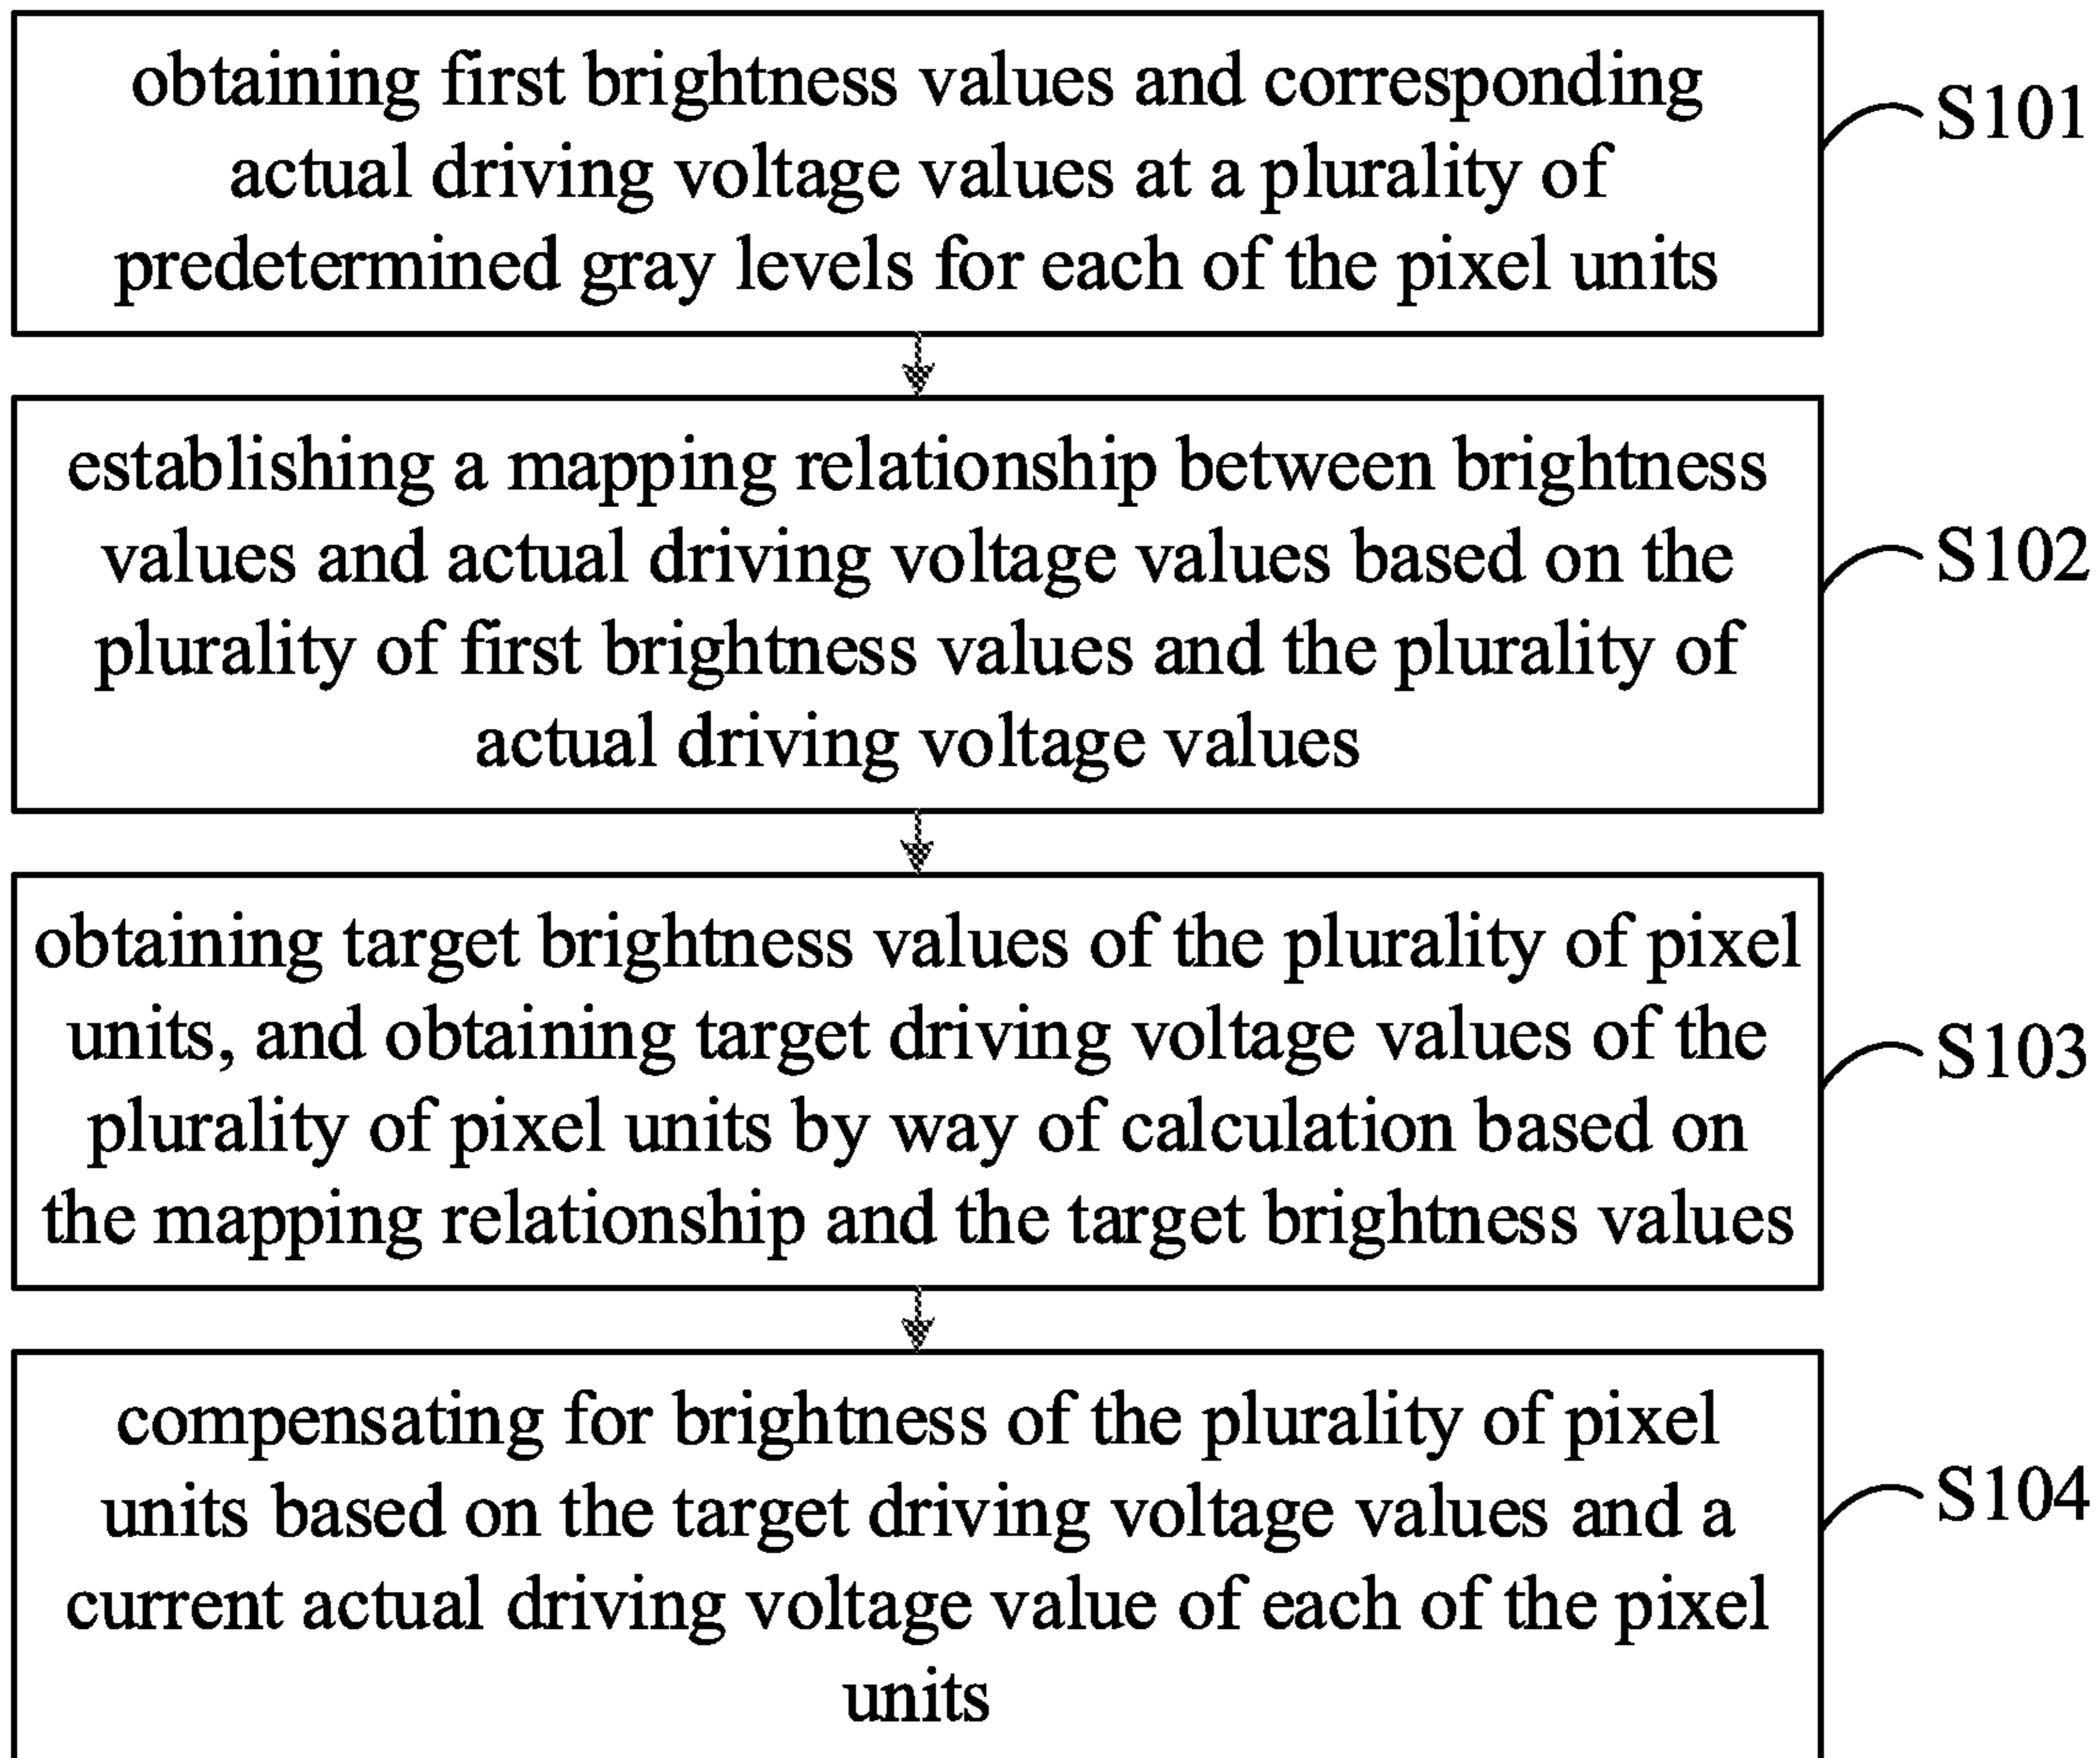 obtaining first brightness values and corresponding
actual driving voltage values at a plurality of
predetermined gray levels for each of the pixel units
S101
establishing a mapping relationship between brightness
values and actual driving voltage values based on the
plurality of first brightness values and the plurality of
actual driving voltage values
S102
obtaining target brightness values of the plurality of pixel
units, and obtaining target driving voltage values of the
plurality of pixel units by way of calculation based on
the mapping relationship and the target brightness values
S103
compensating for brightness of the plurality of pixel
units based on the target driving voltage values and a
current actual driving voltage value of each of the pixel
units
S104